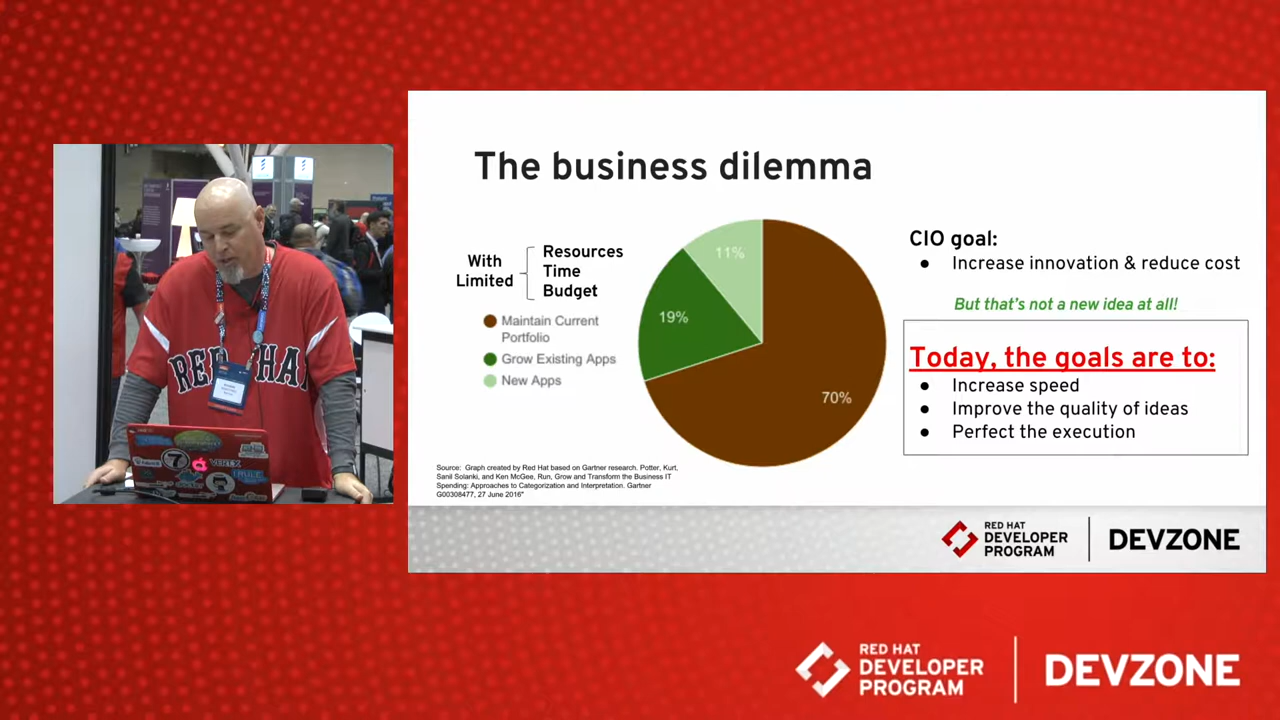 The business dilemma
With
Limited
Resources
Time
Budget
Maintain Current
Portfolio
Grow Existing Apps
New Apps
11%
19%
70%
CIO goal:
● Increase innovation & reduce cost
But that's not a new idea at all!
Today, the goals are to:
● Increase speed
● Improve the quality of ideas
● Perfect the execution
Source: Graph created by Red Hat based on Gartner research. Potter, Kurt,
Sanil Solanki, and Ken McGee, Run, Grow and Transform the Business IT
Spending: Approaches to Categorization and Interpretation. Gartner
G00308477, 27 June 2016"
RED HAT
DEVELOPER
PROGRAM
DEVZONE
RED HA
7
VERT.X
RED HAT
DEVELOPER
PROGRAM
DEVZONE